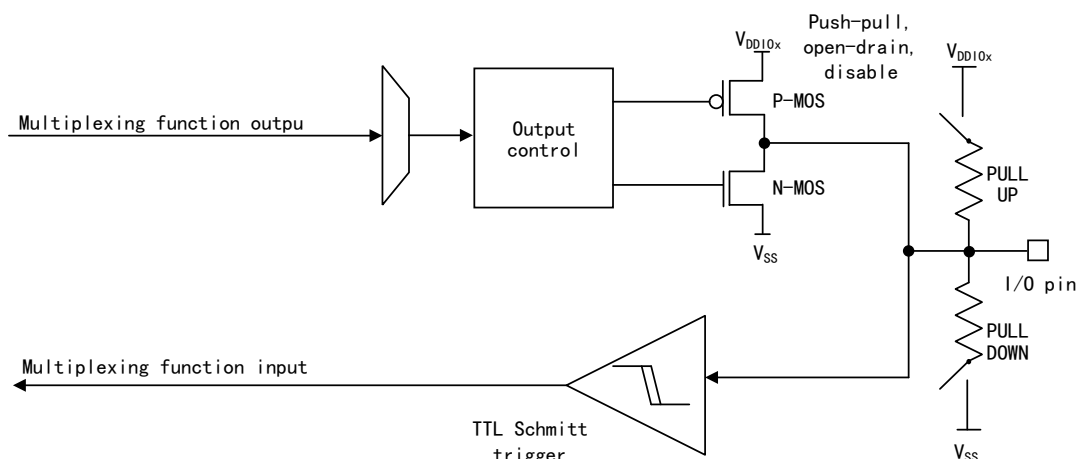 Push-pull,
open-drain,
disable
VDDIOx
VDDIOx
P-MOS
Multiplexing function outpu
Output
control
PULL
UP
N-MOS
VSS
I/O pin
PULL
DOWN
Multiplexing function input
TTL Schmitt
trigger
VSS